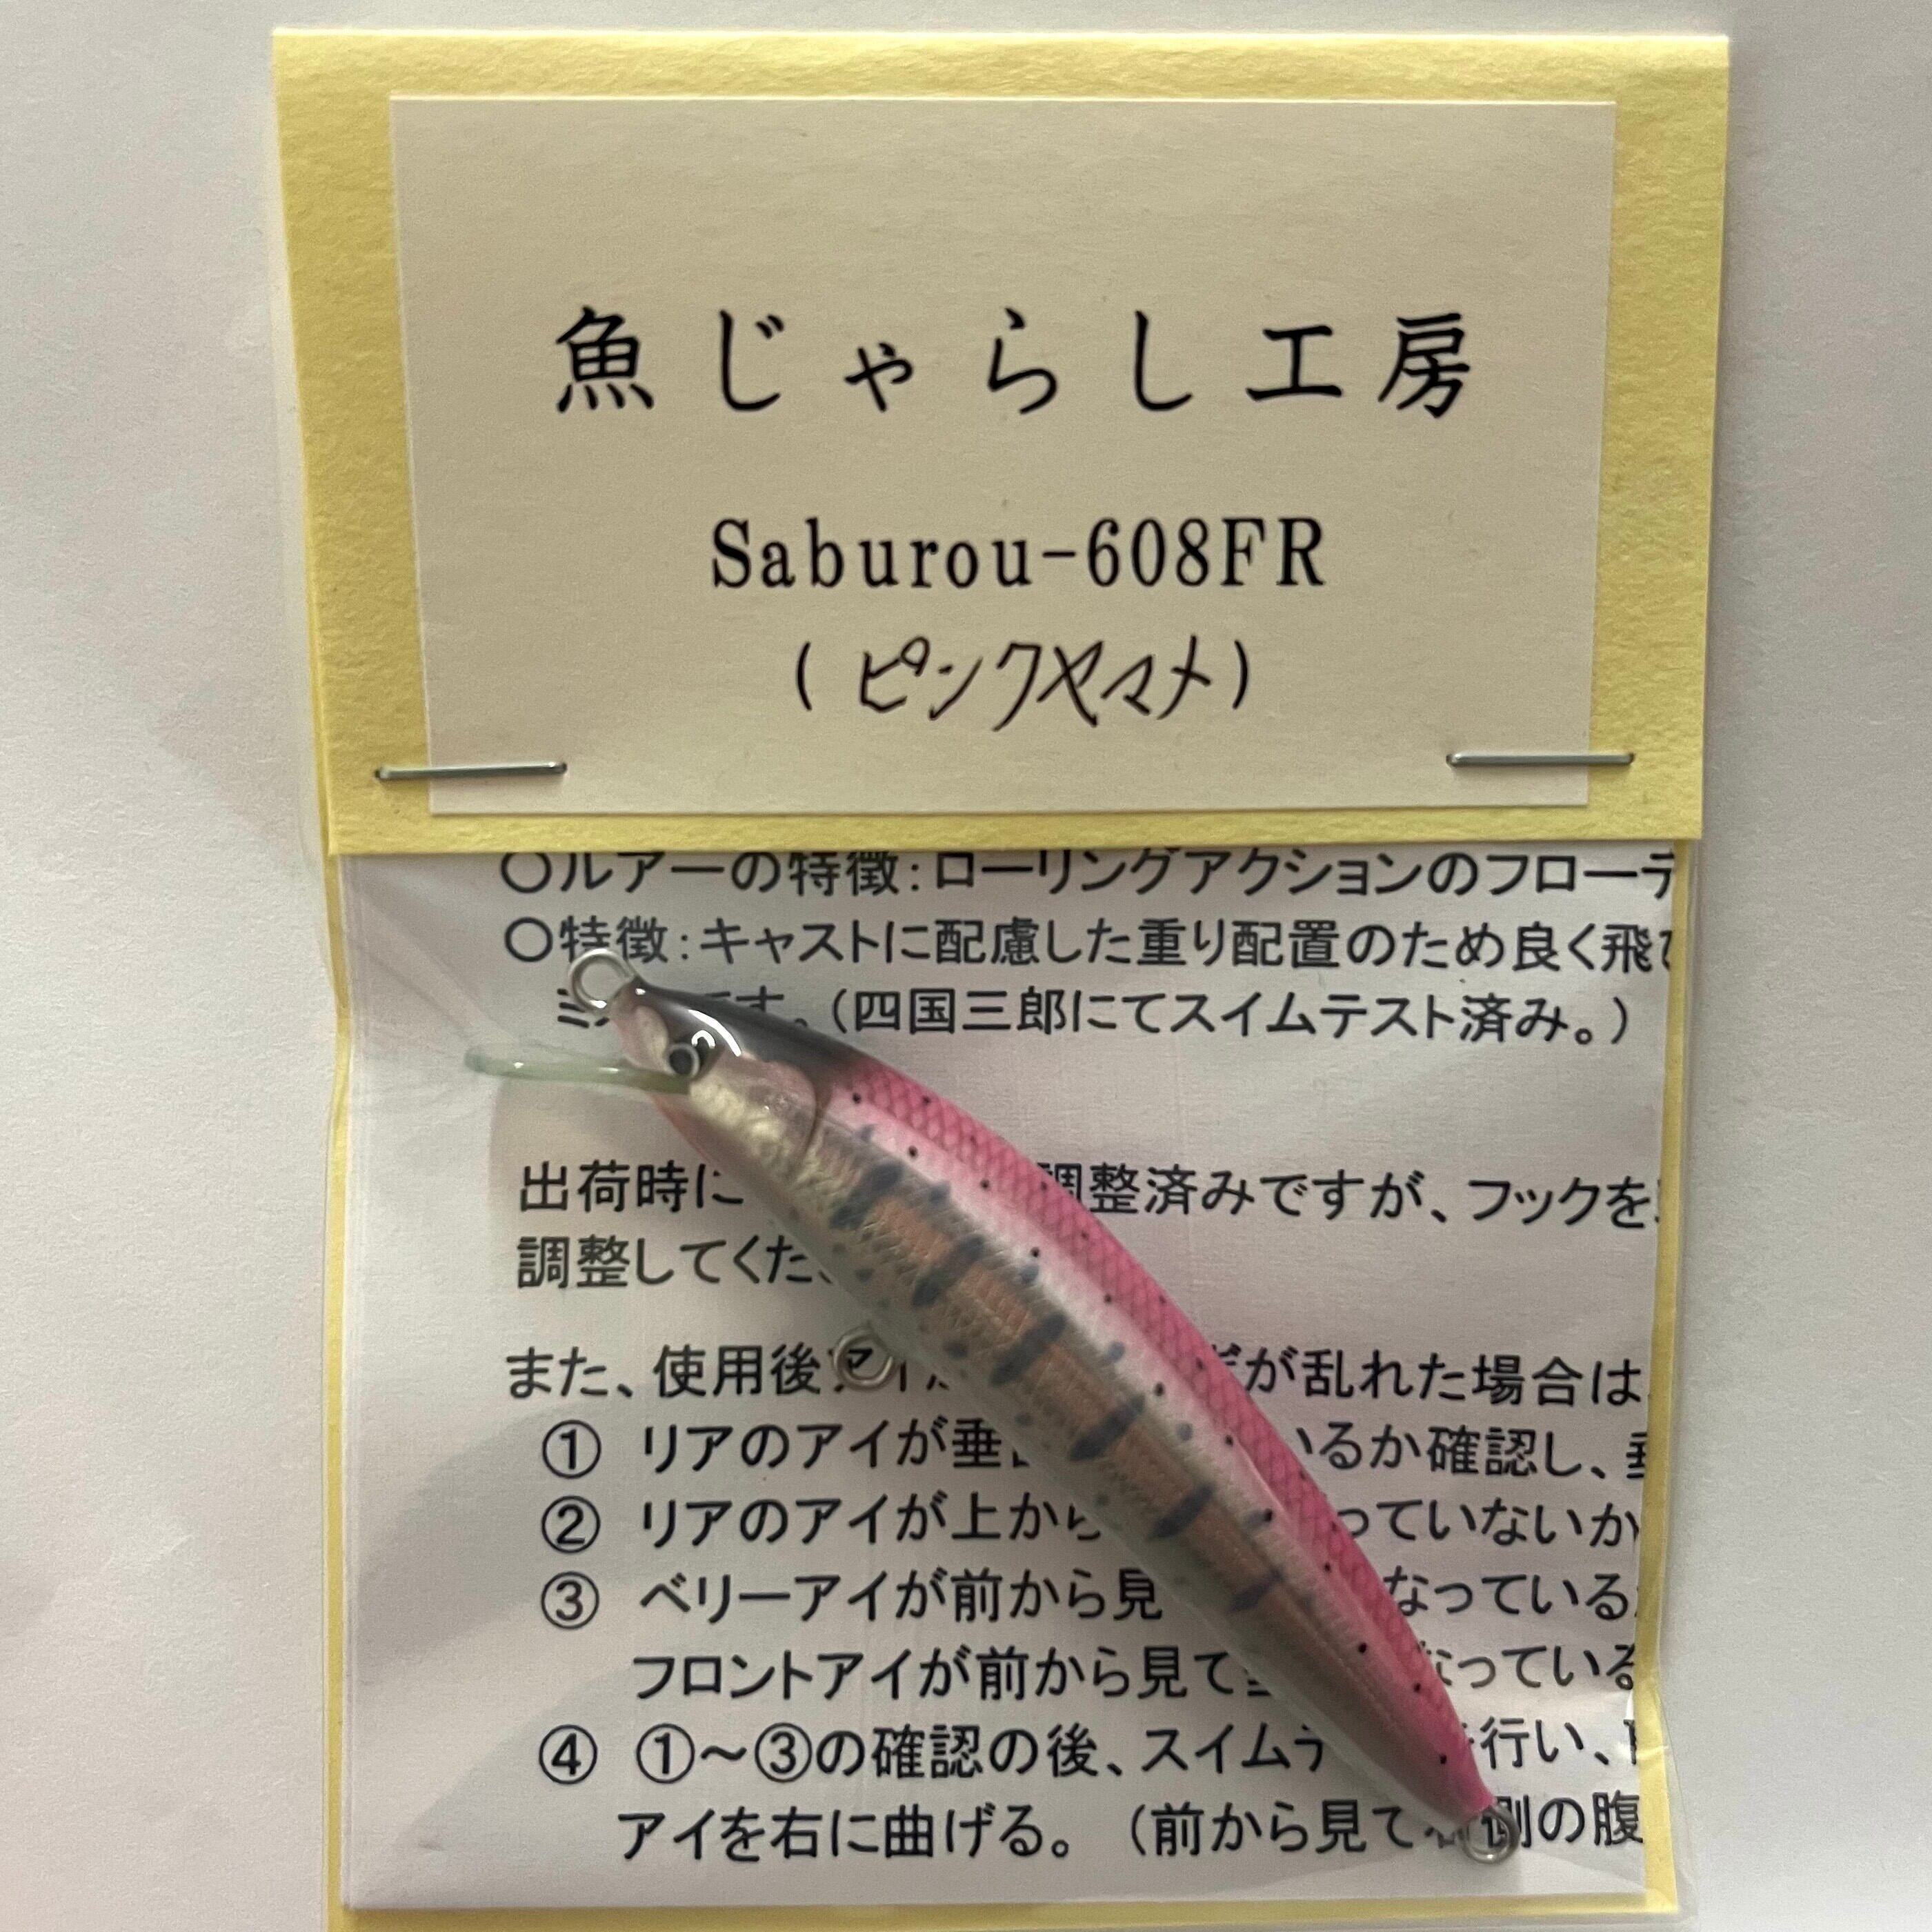 魚じゃらし工房
Saburou-608FR
(ピンクヤマメ)
〇ルアーの特徴：ローリングアクションのフローテ
〇特徴：キャストに配慮した重り配置のため良く飛び
です。（四国三郎にてスイムテスト済み。）
出荷時に 調整済みですが、フックを
調整してくだ
また、使用後ア が乱れた場合は
① リアのアイが垂 いるか確認し、垂
② リアのアイが上から っていないか
③ ベリーアイが前から見 なっている
フロントアイが前から見て なっている
④ ①～③の確認の後、スイムテ を行い、
アイを右に曲げる。（前から見て 側の腹